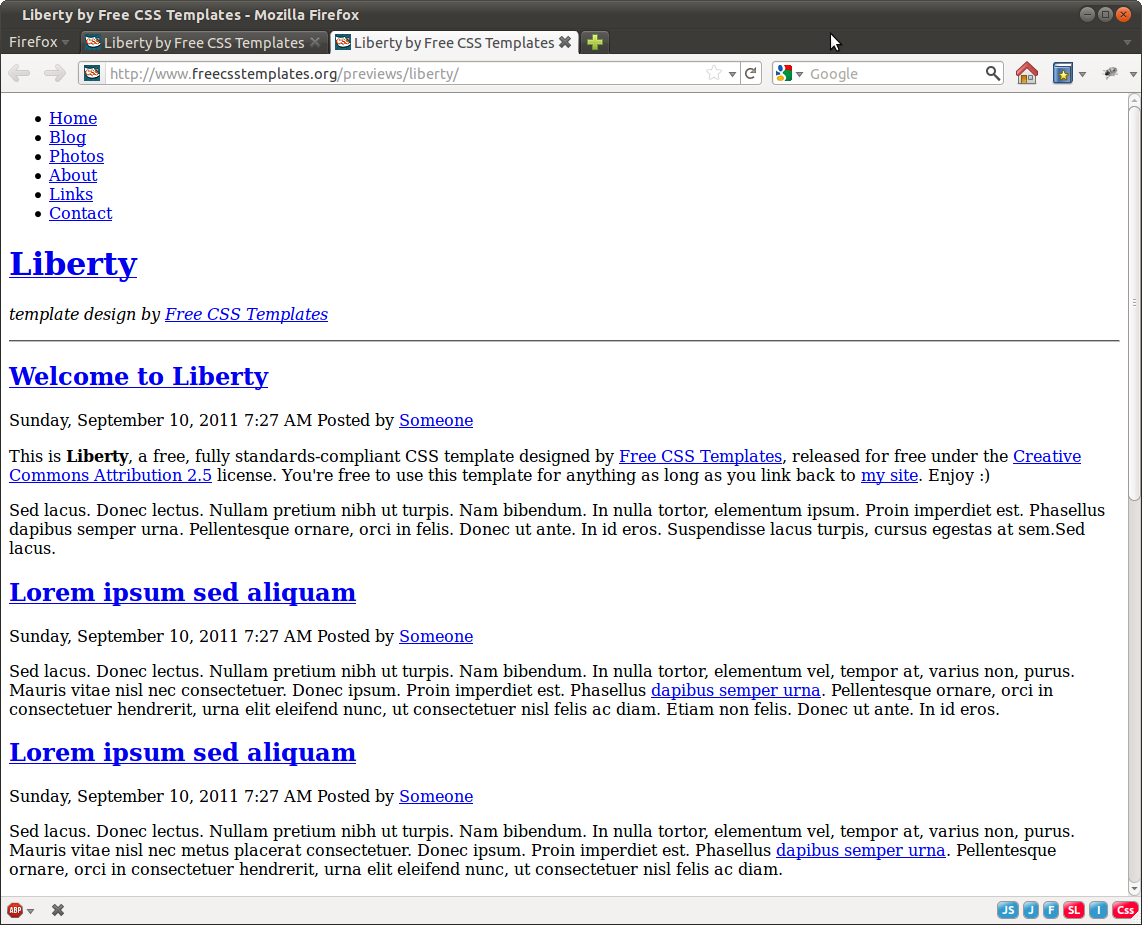 Liberty by Free CSS Templates - Mozilla Firefox
Firefox
Liberty by Free CSS Templates
Liberty by Free CSS Templates
http://www.freecsstemplates.org/previews/liberty/
Google
Home
Blog
Photos
About
Links
Contact
Liberty
template design by Free CSS Templates
Welcome to Liberty
Sunday, September 10, 2011 7:27 AM Posted by Someone
This is Liberty, a free, fully standards-compliant CSS template designed by Free CSS Templates, released for free under the Creative
Commons Attribution 2.5 license. You're free to use this template for anything as long as you link back to my site. Enjoy :)
Sed lacus. Donec lectus. Nullam pretium nibh ut turpis. Nam bibendum. In nulla tortor, elementum ipsum. Proin imperdiet est. Phasellus
dapibus semper urna. Pellentesque ornare, orci in felis. Donec ut ante. In id eros. Suspendisse lacus turpis, cursus egestas at sem.Sed
lacus.
Lorem ipsum sed aliquam
Sunday, September 10, 2011 7:27 AM Posted by Someone
Sed lacus. Donec lectus. Nullam pretium nibh ut turpis. Nam bibendum. In nulla tortor, elementum vel, tempor at, varius non, purus.
Mauris vitae nisl nec consectetuer. Donec ipsum. Proin imperdiet est. Phasellus dapibus semper urna. Pellentesque ornare, orci in
consectetuer hendrerit, urna elit eleifend nunc, ut consectetuer nisl felis ac diam. Etiam non felis. Donec ut ante. In id eros.
Lorem ipsum sed aliquam
Sunday, September 10, 2011 7:27 AM Posted by Someone
Sed lacus. Donec lectus. Nullam pretium nibh ut turpis. Nam bibendum. In nulla tortor, elementum vel, tempor at, varius non, purus.
Mauris vitae nisl nec metus placerat consectetuer. Donec ipsum. Proin imperdiet est. Phasellus dapibus semper urna. Pellentesque
ornare, orci in consectetuer hendrerit, urna elit eleifend nunc, ut consectetuer nisl felis ac diam.
ABP
JS J F SL I Css